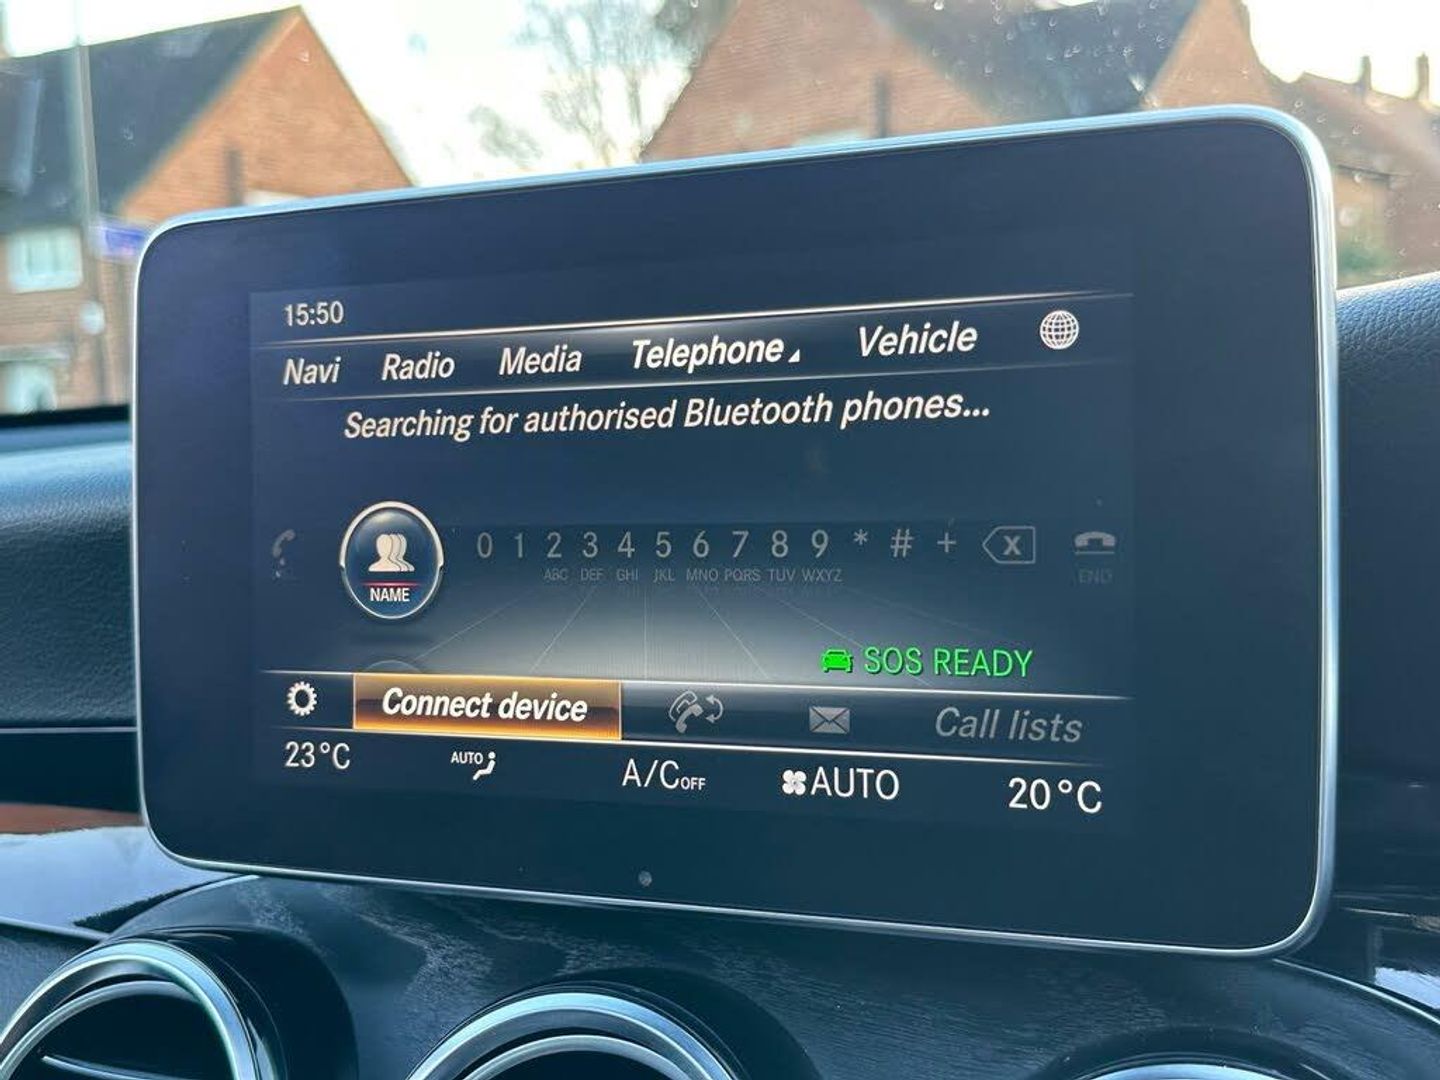 15:50
Navi Radio Media Telephone Vehicle
Searching for authorised Bluetooth phones...
NAME
0 1 2 3 4 5 6 7 8 9 * # +
ABC DEF GHI JKL MNO PQRS TUV WXYZ
END
SOS READY
Connect device Call lists
23°C AUTO A/C OFF AUTO 20°C